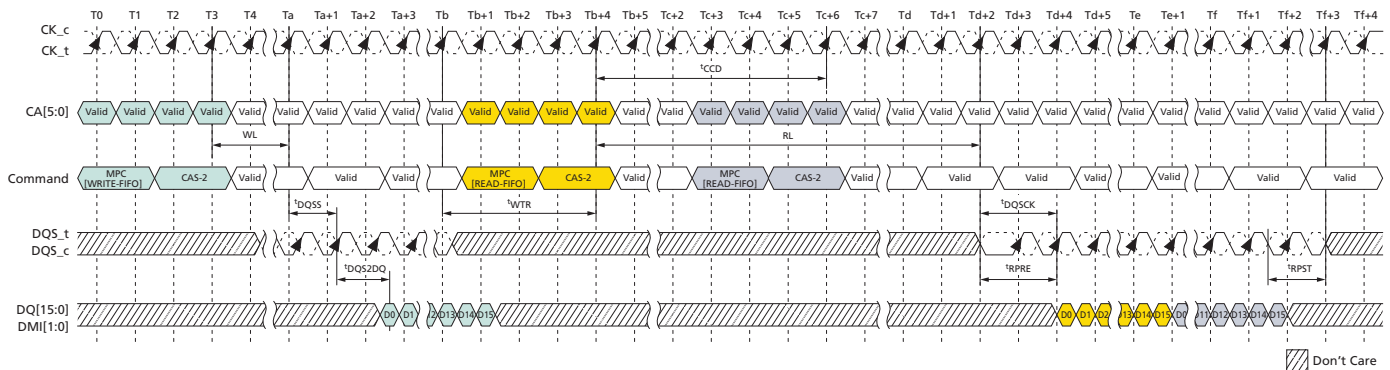 T0 T1 T2 T3 T4 Ta Ta+1 Ta+2 Ta+3 Tb Tb+1 Tb+2 Tb+3 Tb+4 Tb+5 Tc+2 Tc+3 Tc+4 Tc+5 Tc+6 Tc+7 Td Td+1 Td+2 Td+3 Td+4 Td+5 Te Te+1 Tf Tf+1 Tf+2 Tf+3 Tf+4
CK_c
CK_t
tCCD
CA[5:0] Valid Valid Valid Valid Valid Valid Valid Valid Valid Valid Valid Valid Valid Valid Valid Valid Valid Valid Valid Valid Valid Valid Valid Valid Valid Valid Valid Valid Valid Valid Valid Valid Valid Valid
WL RL
Command MPC [WRITE-FIFO] CAS-2 Valid Valid Valid MPC [READ-FIFO] CAS-2 Valid MPC [READ-FIFO] CAS-2 Valid Valid Valid Valid Valid
tDQSS tWTR tDQSCK
DQS_t
DQS_c
tDQS2DQ tRPRE tRPST
DQ[15:0]
DMI[1:0]
D0 D1 D13 D14 D15 D0 D1 D2 D13 D14 D15 D0 D11 D12 D13 D14 D15
Don't Care